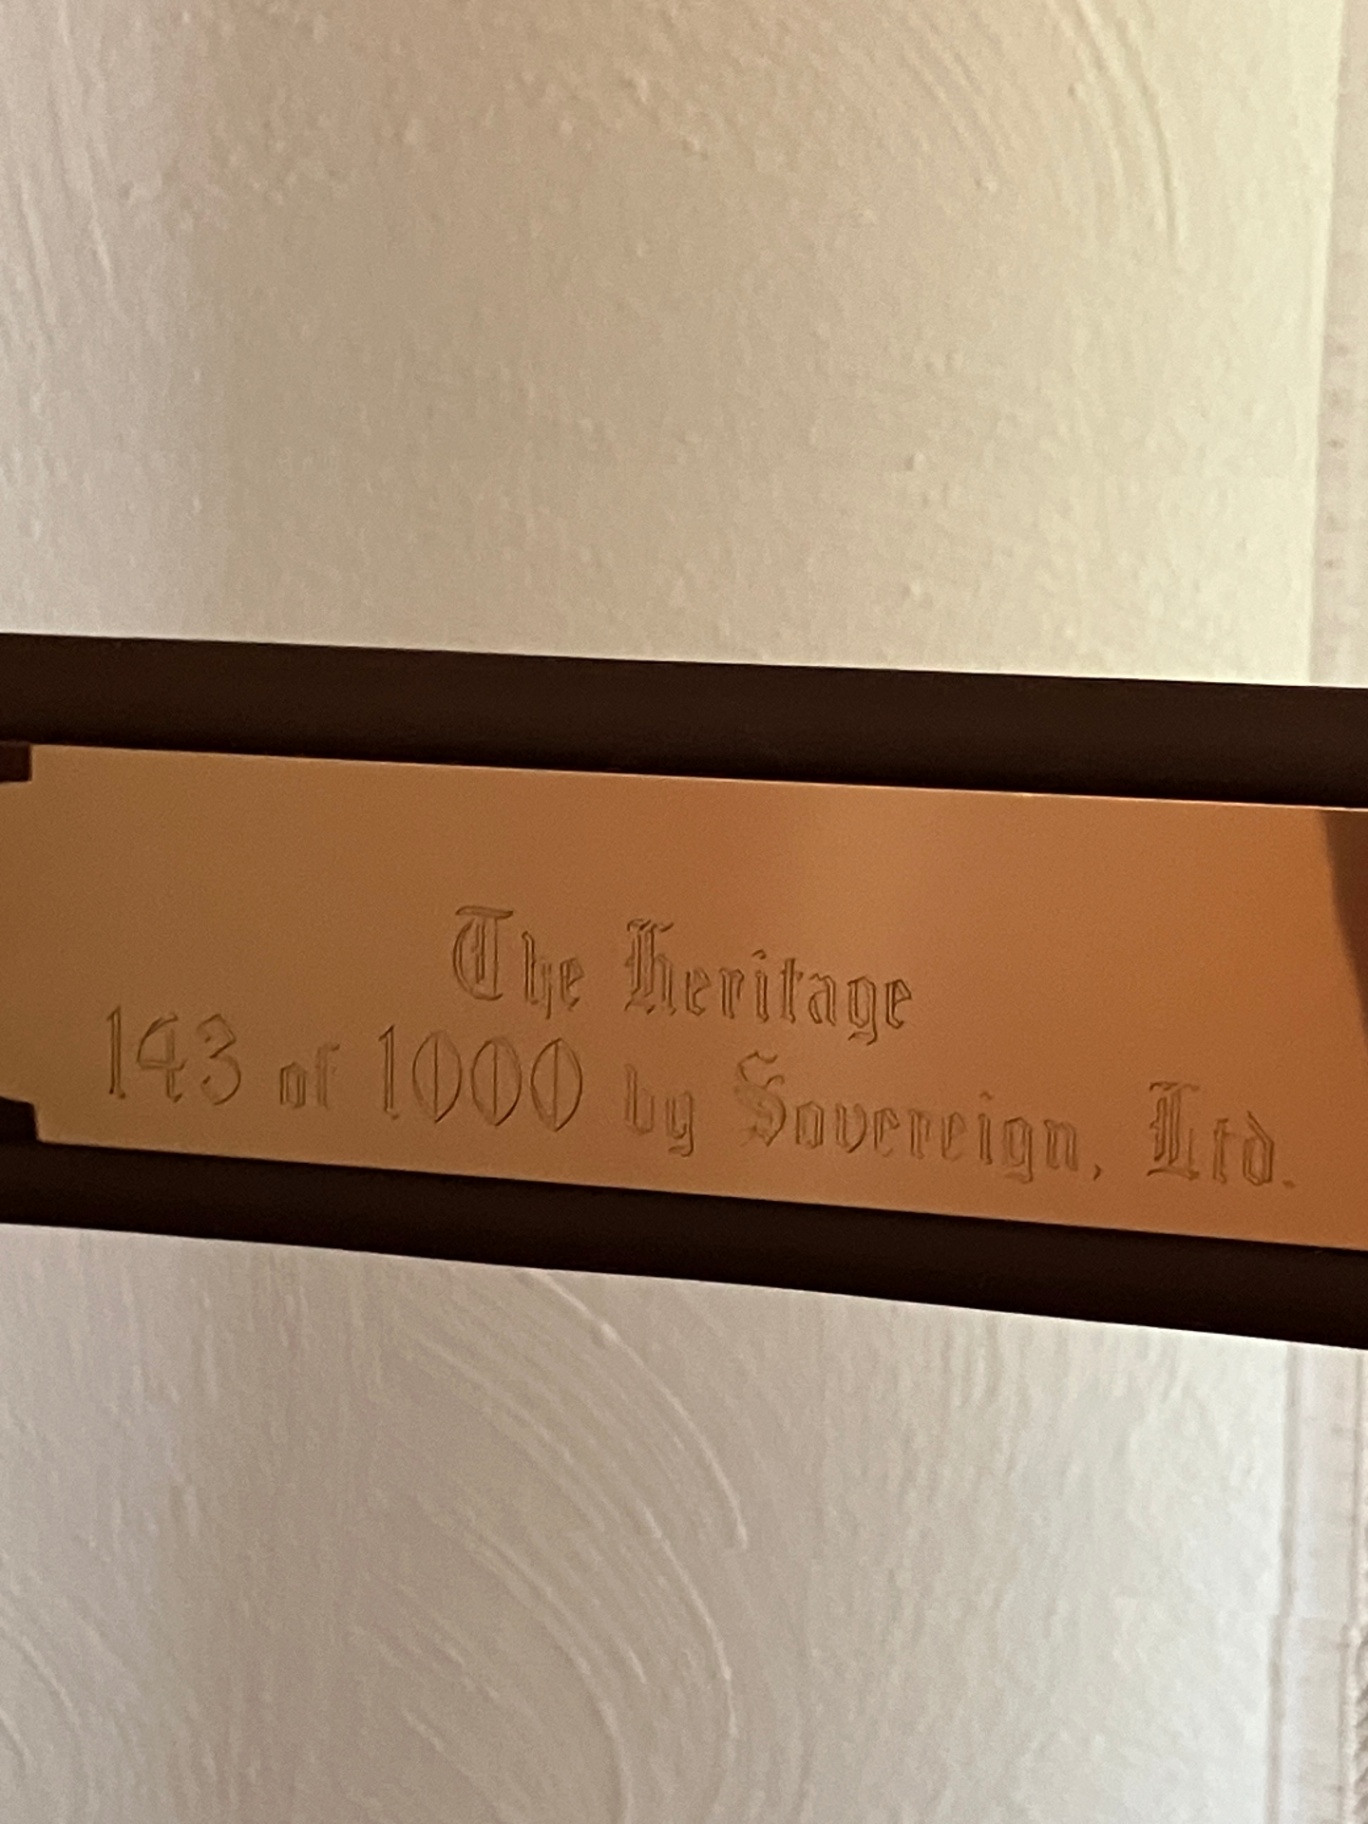 The Heritage
143 of 1000 by Sovereign, Ltd.